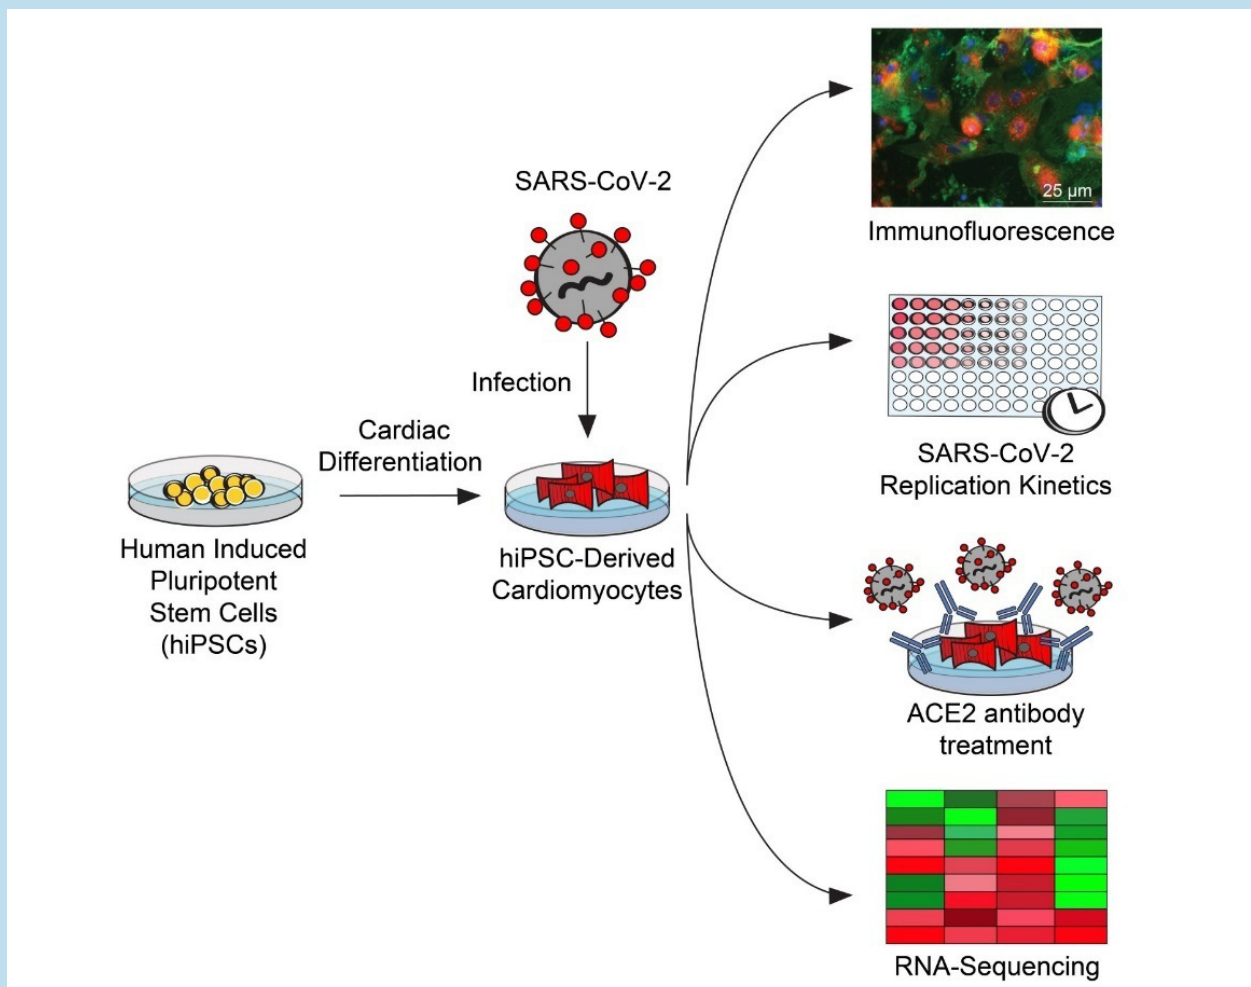 SARS-CoV-2
Infection
Cardiac
Differentiation
Human Induced
Pluripotent
Stem Cells
(hiPSCs)
hiPSC-Derived
Cardiomyocytes
25 µm
Immunofluorescence
SARS-CoV-2
Replication Kinetics
ACE2 antibody
treatment
RNA-Sequencing